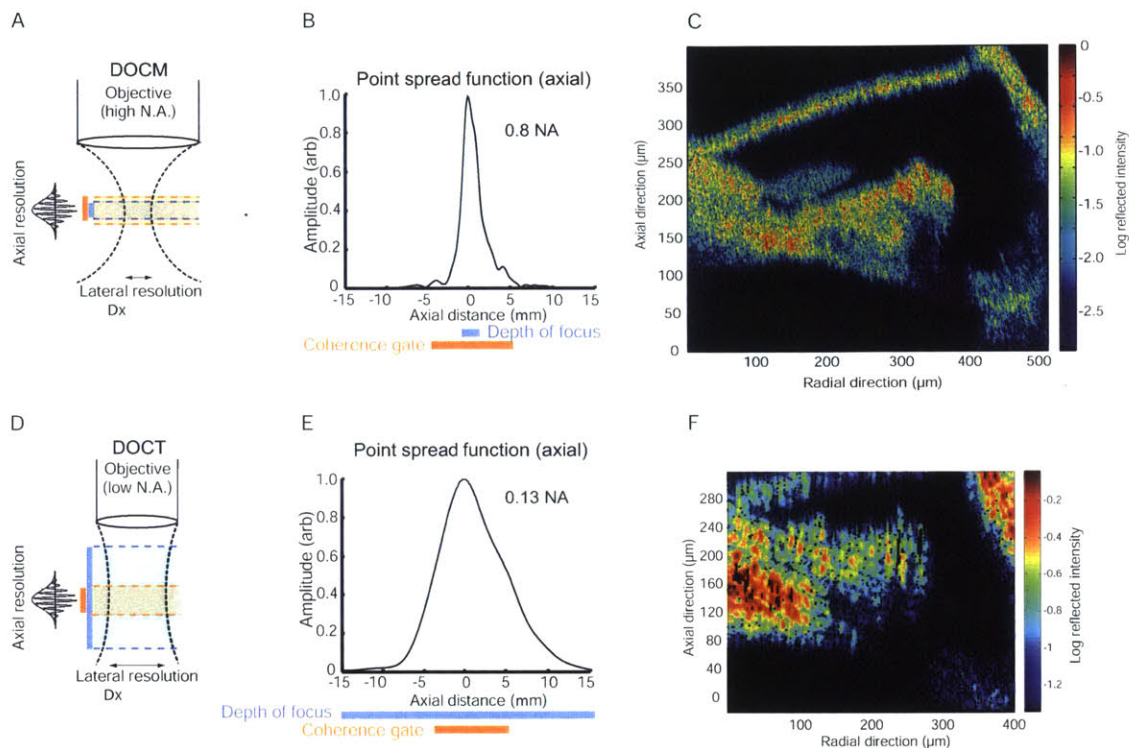 A
DOCM
Objective
(high N.A.)
Axial resolution
Lateral resolution
Dx
B
Point spread function (axial)
0.8 NA
Amplitude (arb)
1.0
0.8
0.6
0.4
0.2
0
-15 -10 -5 0 5 10 15
Axial distance (mm)
Depth of focus
Coherence gate
C
Axial direction (µm)
350
300
250
200
150
100
50
0
100 200 300 400 500
Radial direction (µm)
0
-0.5
-1.0
-1.5
-2.0
-2.5
Log reflected intensity
D
DOCT
Objective
(low N.A.)
Axial resolution
Lateral resolution
Dx
E
Point spread function (axial)
0.13 NA
Amplitude (arb)
1.0
0.8
0.6
0.4
0.2
0
-15 -10 -5 0 5 10 15
Axial distance (mm)
Depth of focus
Coherence gate
F
Axial direction (µm)
280
240
200
160
120
80
40
0
100 200 300 400
Radial direction (µm)
-0.2
-0.4
-0.6
-0.8
-1
-1.2
Log reflected intensity